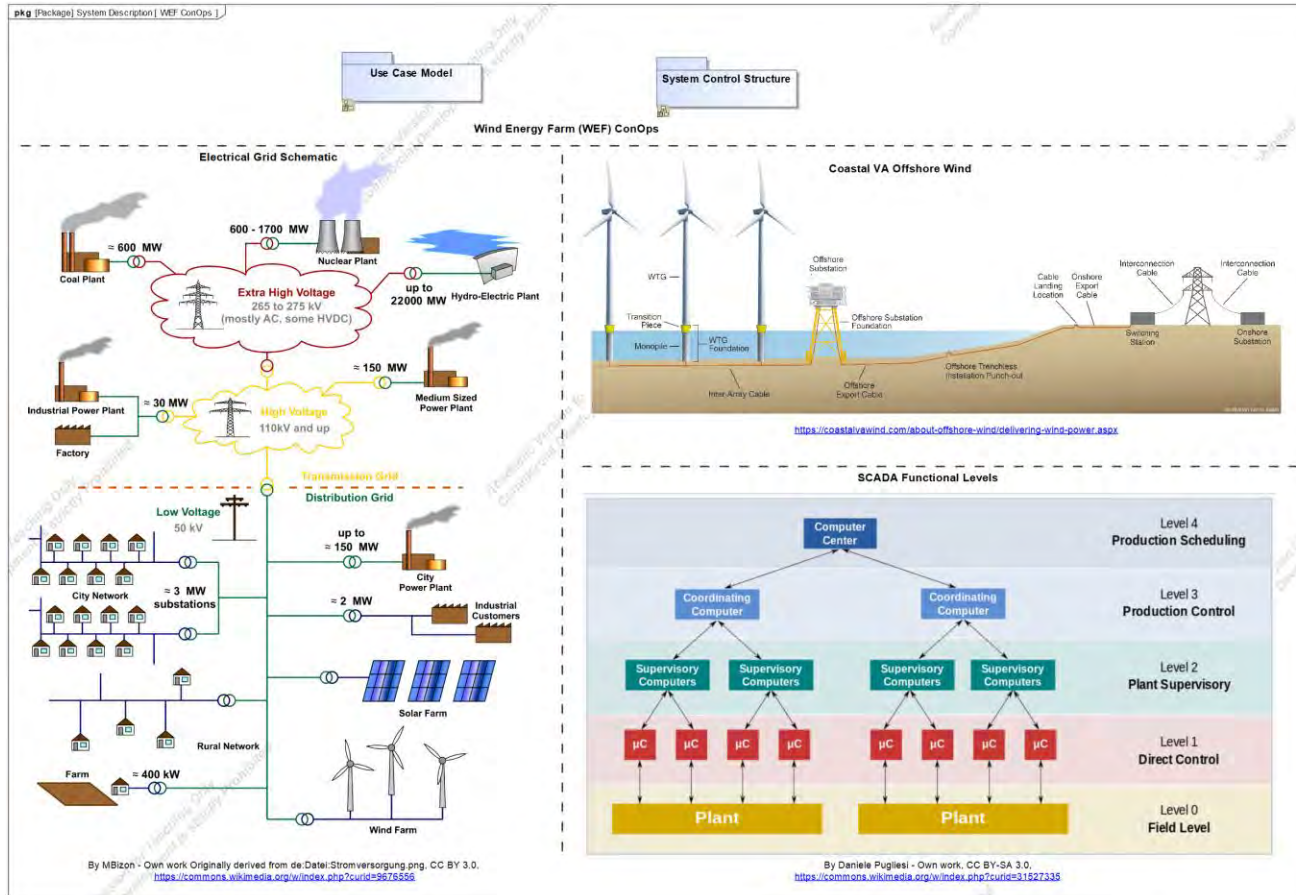 pkg [Package] System Description [ WEF ConOps ]
Use Case Model
System Control Structure
Wind Energy Farm (WEF) ConOps
Electrical Grid Schematic
≈ 600 MW
Coal Plant
600 - 1700 MW
Nuclear Plant
up to
22000 MW
Hydro-Electric Plant
Extra High Voltage
265 to 275 kV
(mostly AC, some HVDC)
≈ 150 MW
Medium Sized
Power Plant
Industrial Power Plant
≈ 30 MW
Factory
High Voltage
110kV and up
Transmission Grid
Distribution Grid
Low Voltage
50 kV
City Network
≈ 3 MW
substations
up to
≈ 150 MW
City
Power Plant
≈ 2 MW
Industrial
Customers
Solar Farm
Rural Network
Farm
≈ 400 kW
Wind Farm
By MBizon - Own work Originally derived from de:Datei:Stromversorgung.png, CC BY 3.0,
https://commons.wikimedia.org/w/index.php?curid=9676556
Coastal VA Offshore Wind
WTG
Transition
Piece
Monopile
WTG
Foundation
Offshore
Substation
Offshore Substation
Foundation
Inter Array Cable
Offshore
Export Cable
Offshore Trenchless
Installation Punch-out
Cable
Landing
Location
Onshore
Export
Cable
Interconnection
Cable
Interconnection
Cable
Switching
Station
Onshore
Substation
https://coastalvawind.com/about-offshore-wind/delivering-wind-power.aspx
SCADA Functional Levels
Computer
Center
Level 4
Production Scheduling
Coordinating
Computer
Coordinating
Computer
Level 3
Production Control
Supervisory
Computers
Supervisory
Computers
Supervisory
Computers
Supervisory
Computers
Level 2
Plant Supervisory
µC
µC
µC
µC
µC
µC
µC
µC
Level 1
Direct Control
Plant
Plant
Level 0
Field Level
By Daniele Pugliesi - Own work, CC BY-SA 3.0,
https://commons.wikimedia.org/w/index.php?curid=31527335